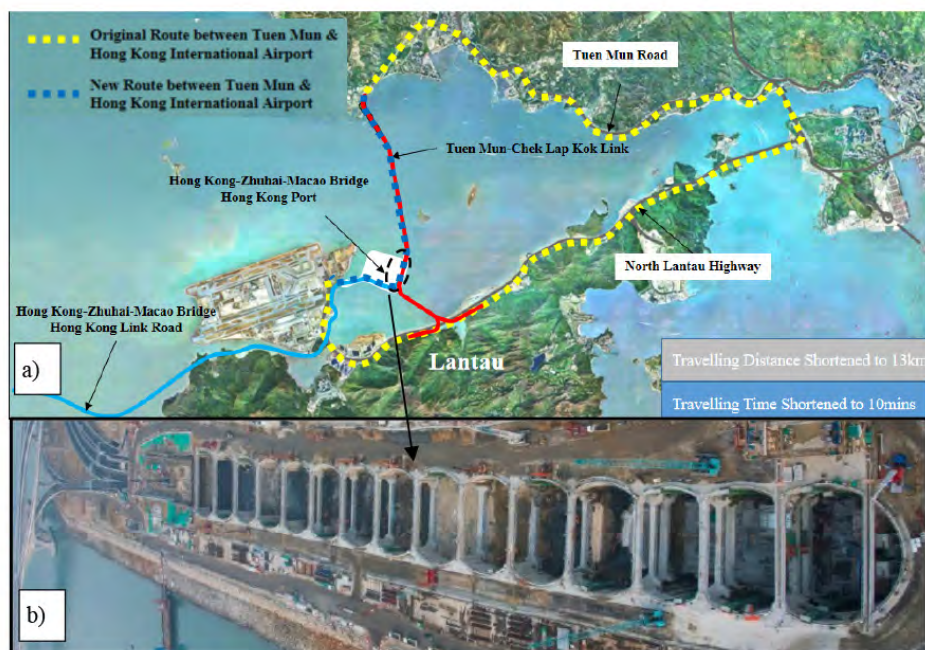 Original Route between Tuen Mun &
Hong Kong International Airport
New Route between Tuen Mun &
Hong Kong International Airport
Tuen Mun Road
Tuen Mun-Chek Lap Kok Link
Hong Kong-Zhuhai-Macao Bridge
Hong Kong Port
North Lantau Highway
Hong Kong-Zhuhai-Macao Bridge
Hong Kong Link Road
Lantau
a)
Travelling Distance Shortened to 13km
Travelling Time Shortened to 10mins
b)